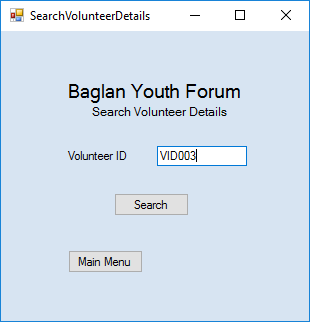 SearchVolunteerDetails
Baglan Youth Forum
Search Volunteer Details
Volunteer ID VID003
Search
Main Menu